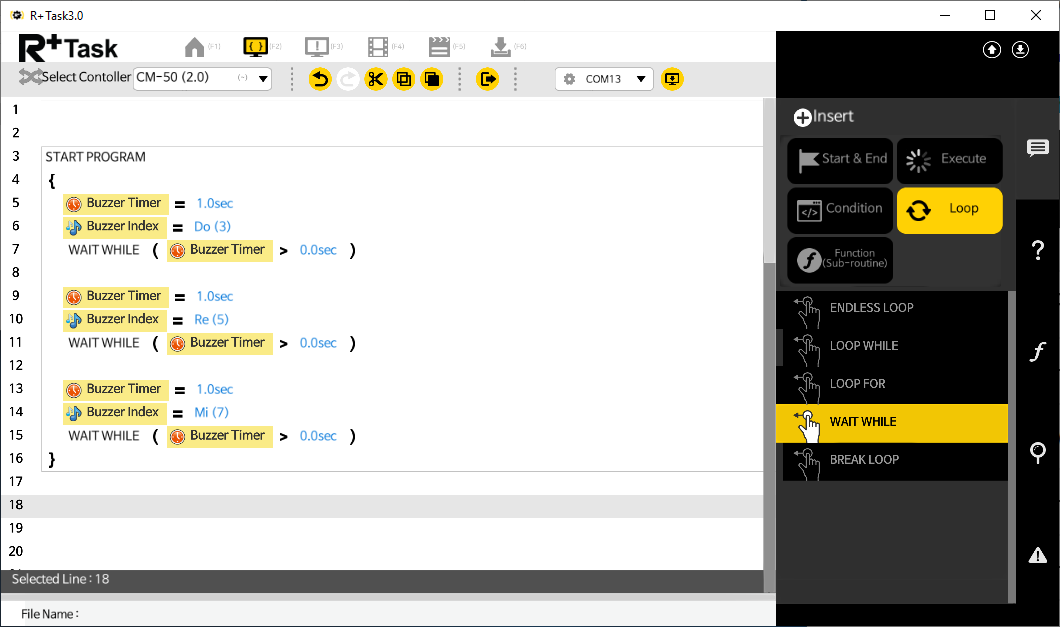 R+Task3.0
R+Task (F1) (F2) (F3) (F4) (F5) (F6)
Select Contoller CM-50 (2.0) (~) COM13
1
2
3 START PROGRAM
4 {
5 Buzzer Timer = 1.0sec
6 Buzzer Index = Do (3)
7 WAIT WHILE ( Buzzer Timer > 0.0sec )
8
9 Buzzer Timer = 1.0sec
10 Buzzer Index = Re (5)
11 WAIT WHILE ( Buzzer Timer > 0.0sec )
12
13 Buzzer Timer = 1.0sec
14 Buzzer Index = Mi (7)
15 WAIT WHILE ( Buzzer Timer > 0.0sec )
16 }
17
18
19
20
Selected Line : 18
File Name :
Insert
Start & End
Execute
Condition
Loop
Function
(Sub-routine)
ENDLESS LOOP
LOOP WHILE
LOOP FOR
WAIT WHILE
BREAK LOOP